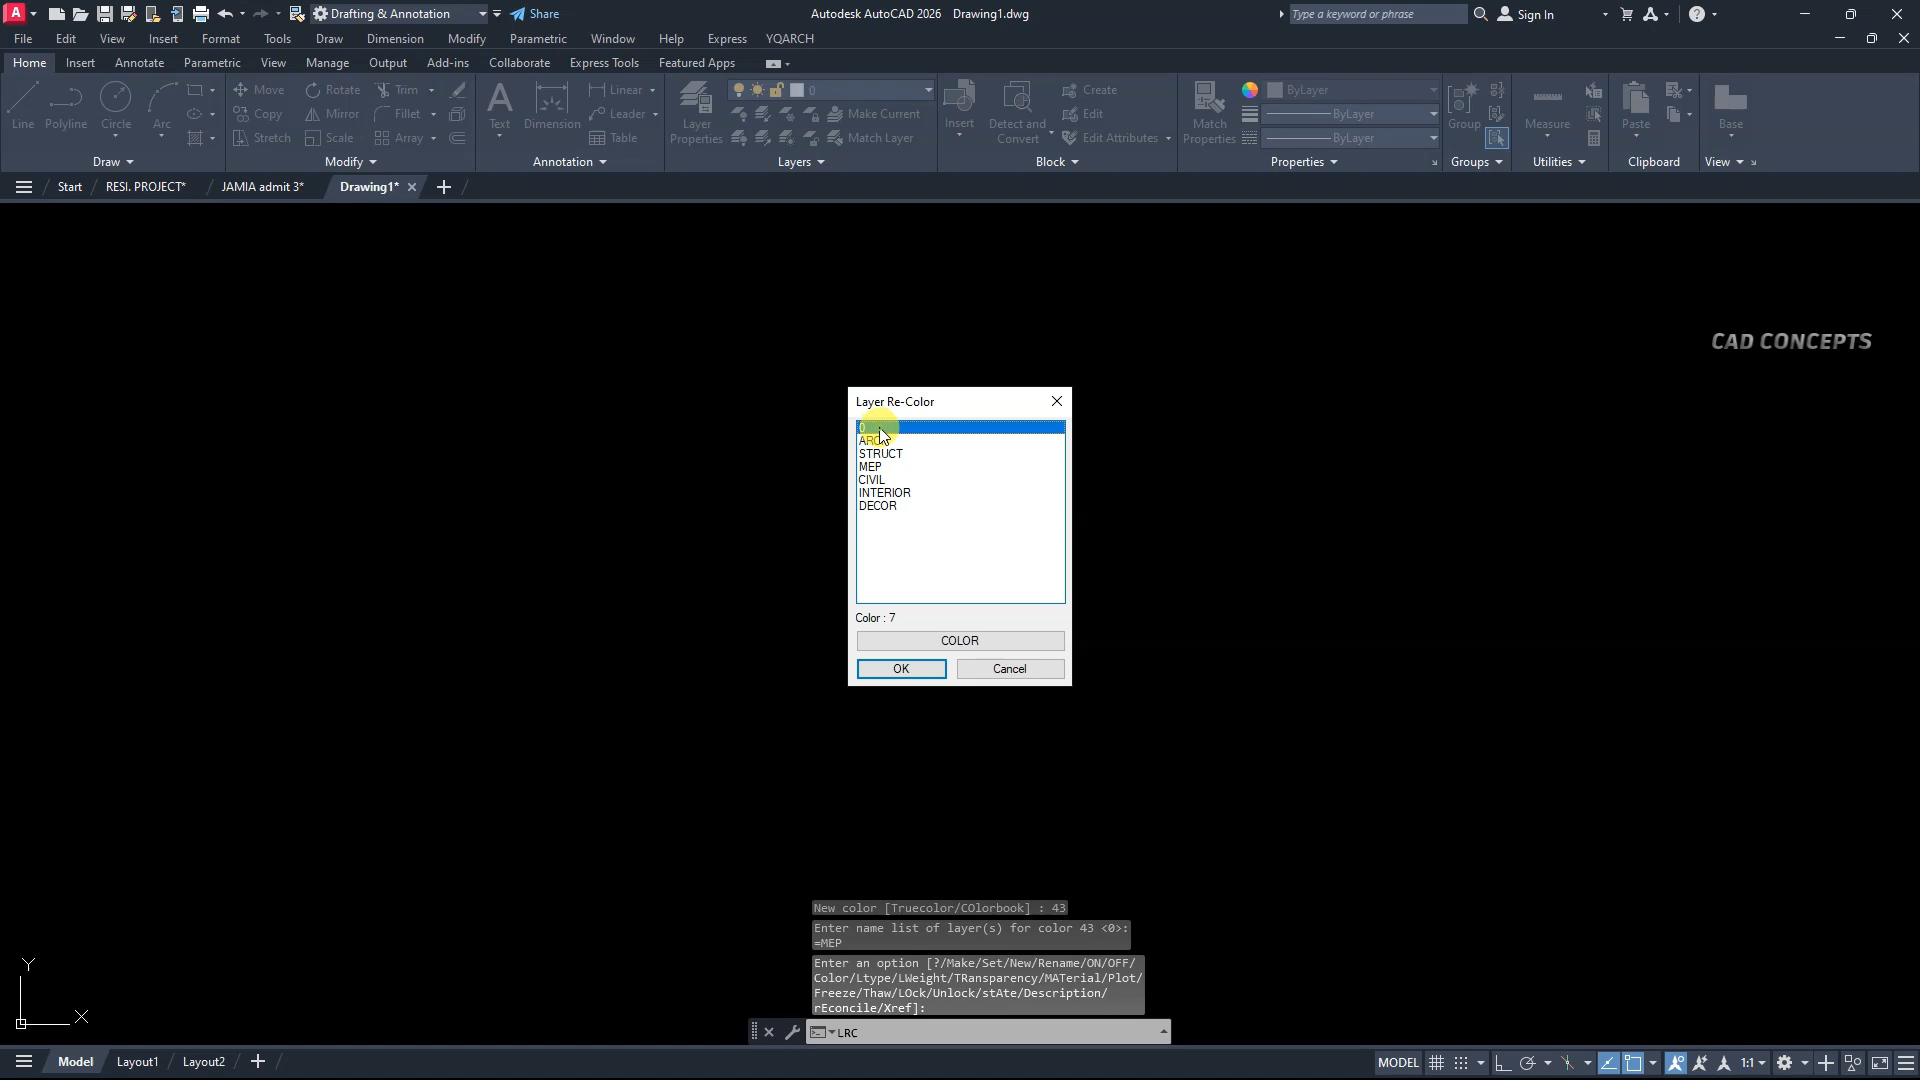 Drafting & Annotation
Share
Autodesk AutoCAD 2026 Drawing1.dwg
Type a keyword or phrase
Sign In
File Edit View Insert Format Tools Draw Dimension Modify Parametric Window Help Express YQARCH
Home Insert Annotate Parametric View Manage Output Add-ins Collaborate Express Tools Featured Apps
Line
Polyline
Circle
Arc
Draw
Move
Rotate
Trim
Copy
Mirror
Fillet
Stretch
Scale
Array
Modify
Text
Dimension
Linear
Leader
Table
Annotation
Layer
Properties
0
Make Current
Match Layer
Layers
Insert
Detect and
Convert
Create
Edit
Edit Attributes
Block
Match
Properties
ByLayer
ByLayer
ByLayer
Properties
Group
Groups
Measure
Utilities
Paste
Clipboard
Base
View
Start
RESI. PROJECT*
JAMIA admit 3*
Drawing1*
CAD CONCEPTS
Layer Re-Color
0
STRUCT
MEP
CIVIL
INTERIOR
DECOR
Color : 7
COLOR
OK
Cancel
New color [Truecolor/COlorbook] : 43
Enter name list of layer(s) for color 43 <0>:
=MEP
Enter an option [?/Make/Set/New/Rename/ON/OFF/
Color/Ltype/LWeight/TRansparency/MATerial/Plot/
Freeze/Thaw/LOck/Unlock/stAte/Description/
rEconcile/Xref]:
LRC
Y
X
Model
Layout1
Layout2
MODEL
1:1